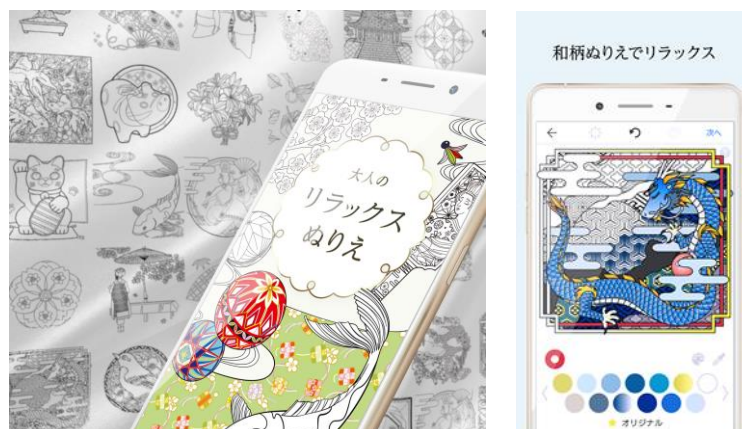 大人の
リラックス
ぬりえ
和柄ぬりえでリラックス
次へ
オリジナル